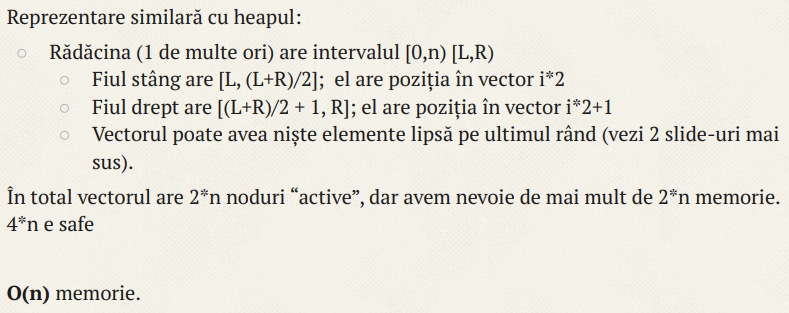 Reprezentare similară cu heapul:
○ Rădăcina (1 de multe ori) are intervalul [0,n) [L,R)
○ Fiul stâng are [L, (L+R)/2]; el are poziția în vector i*2
○ Fiul drept are [(L+R)/2 + 1, R]; el are poziția în vector i*2+1
○ Vectorul poate avea niște elemente lipsă pe ultimul rând (vezi 2 slide-uri mai
sus).
În total vectorul are 2*n noduri “active”, dar avem nevoie de mai mult de 2*n memorie.
4*n e safe
O(n) memorie.